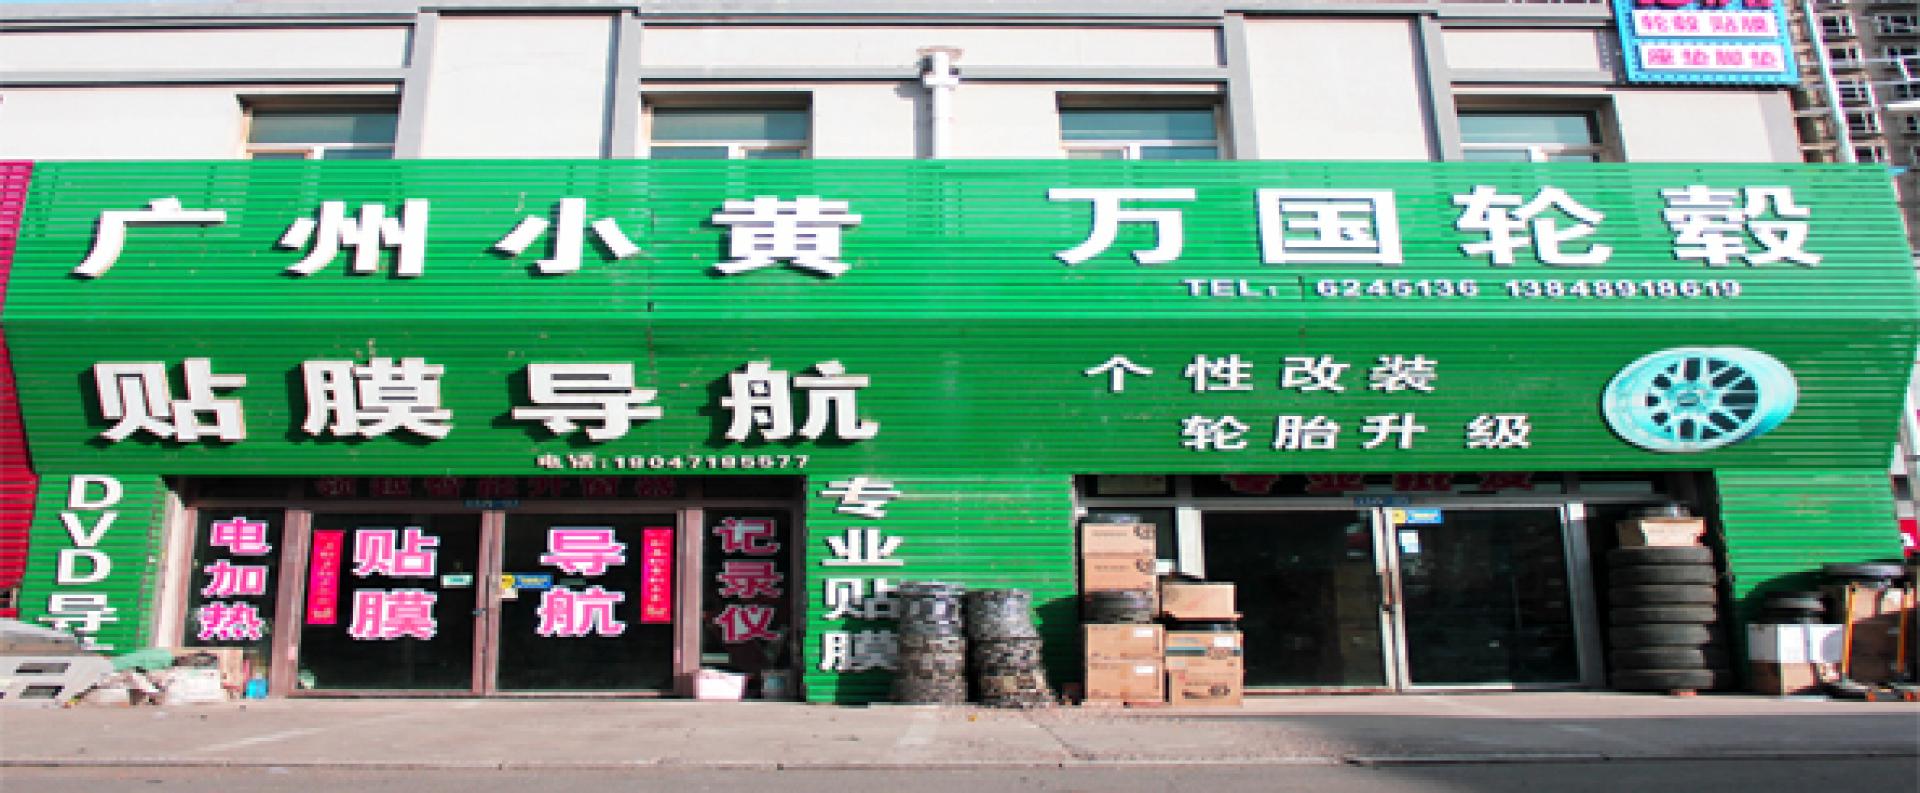 轮毂 贴膜
座垫脚垫
广州小黄
万国轮毂
TEL: 6245136 13848918619
贴膜导航
个性改装
轮胎升级
电话:18047185577
DVD导
专业贴膜
电加热
贴膜
导航
记录仪